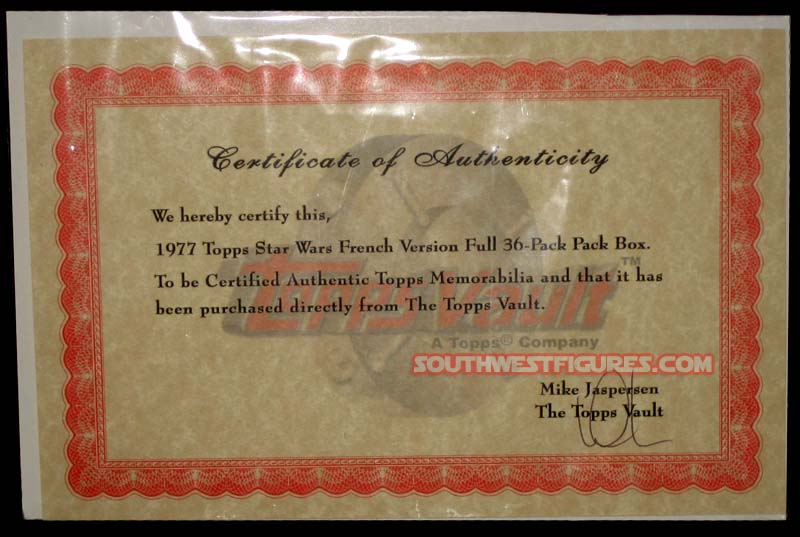 Certificate of Authenticity
We hereby certify this,
1977 Topps Star Wars French Version Full 36-Pack Pack Box.
To be Certified Authentic Topps Memorabilia and that it has
been purchased directly from The Topps Vault.
Topps Vault™
A Topps® Company
SOUTHWESTFIGURES.COM
Mike Jaspersen
The Topps Vault